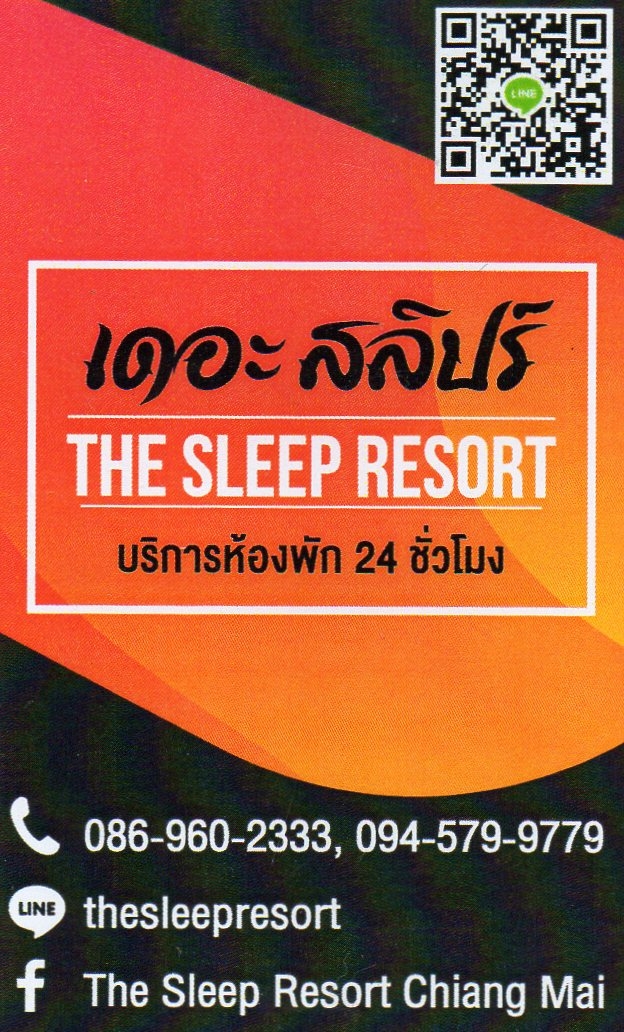 LINE
เดอะ สลิปร์
THE SLEEP RESORT
บริการห้องพัก 24 ชั่วโมง
086-960-2333, 094-579-9779
LINE thesleepresort
f The Sleep Resort Chiang Mai